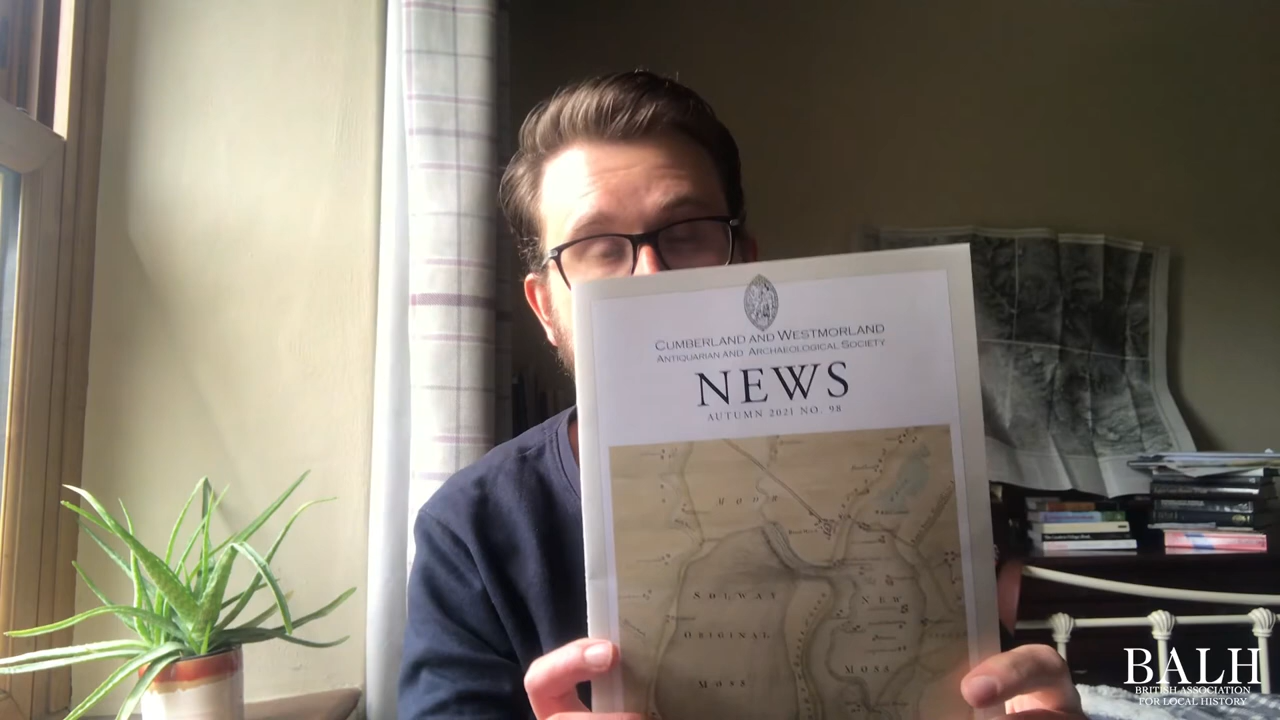 CUMBERLAND AND WESTMORLAND
ANTIQUARIAN AND ARCHAEOLOGICAL SOCIETY
NEWS
AUTUMN 2021 NO. 98
MOOR
SOLWAY
ORIGINAL
MOSS
NEW
MOSS
BALH
BRITISH ASSOCIATION
FOR LOCAL HISTORY